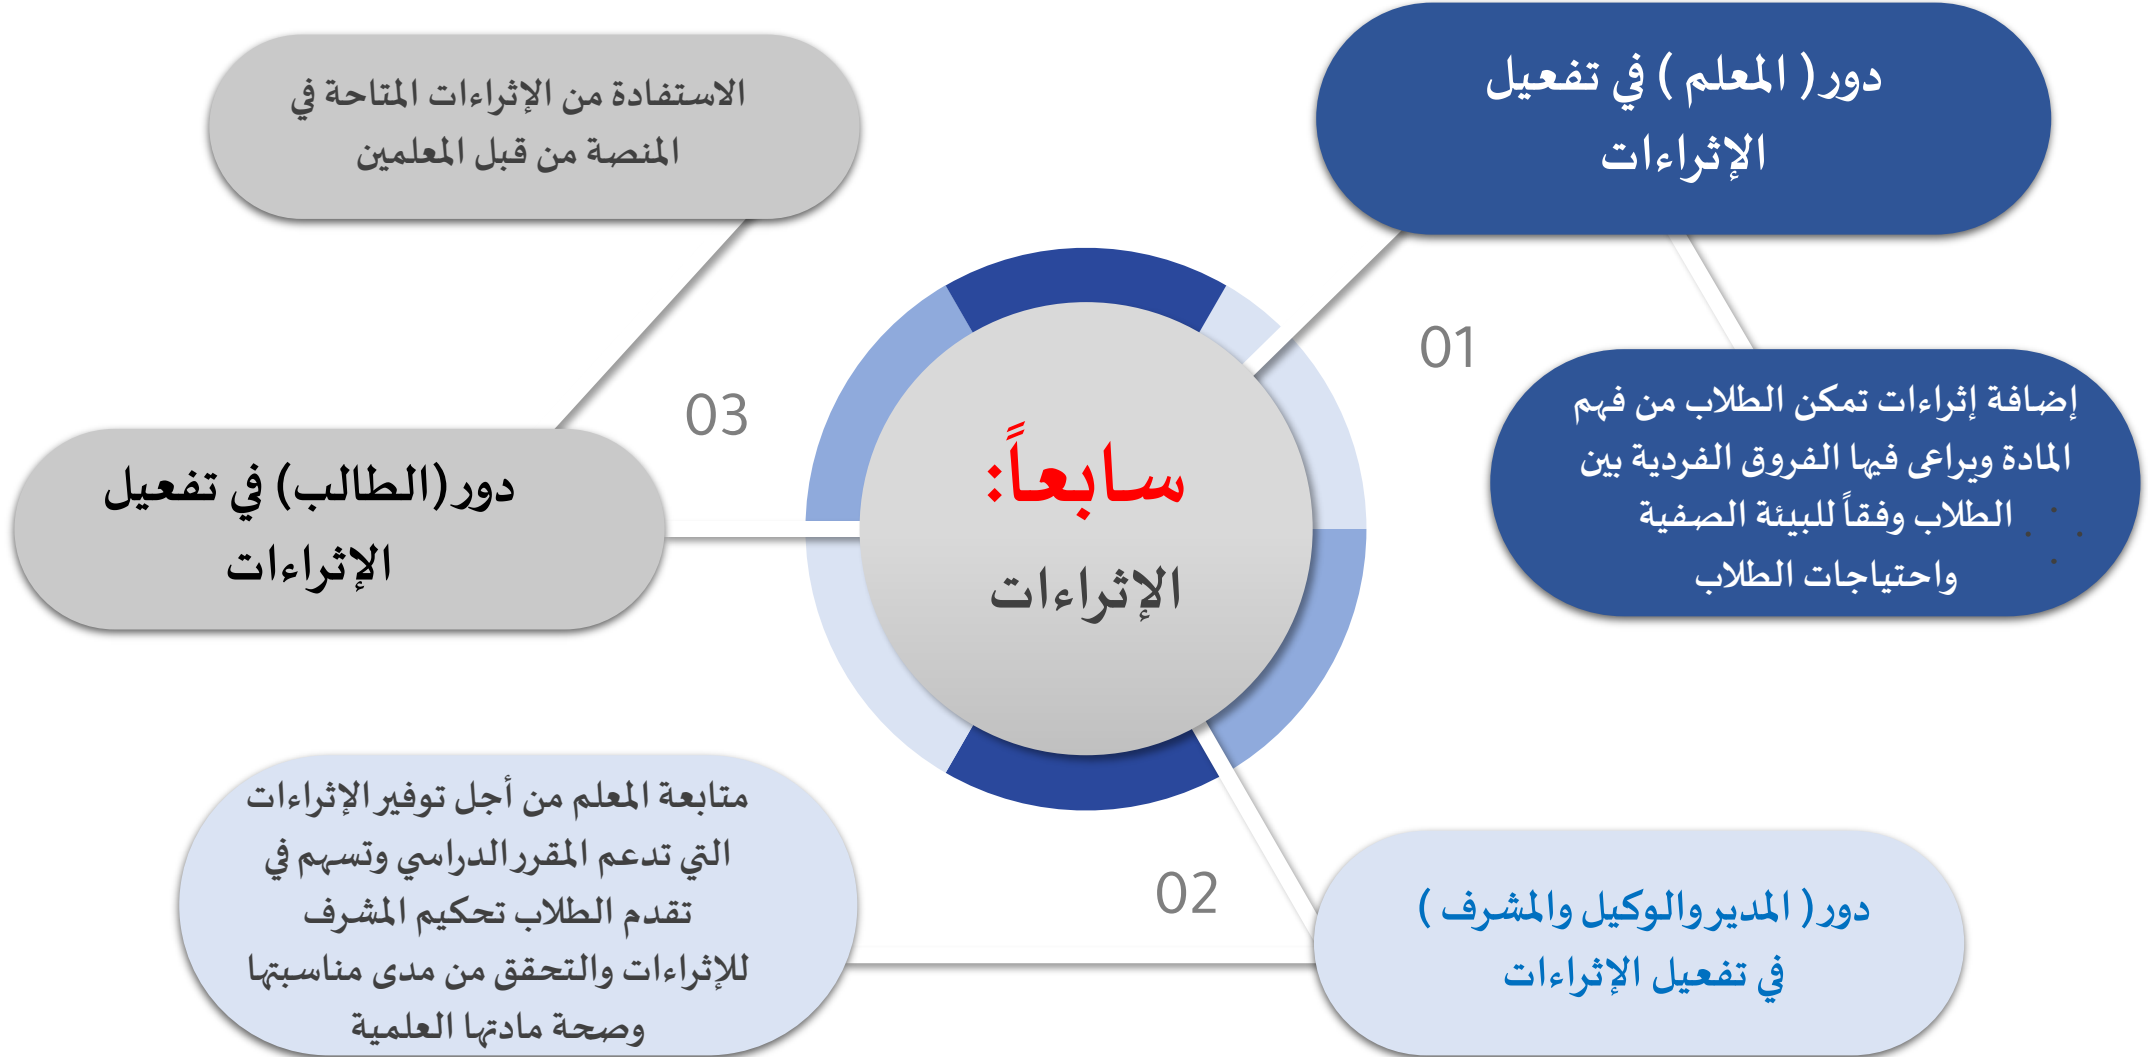 سابعاً:
الإثراءات
01
دور( المعلم ) في تفعيل
الإثراءات
إضافة إثراءات تمكن الطلاب من فهم
المادة ويراعى فيها الفروق الفردية بين
الطلاب وفقاً للبيئة الصفية
واحتياجات الطلاب
02
دور( المدير والوكيل والمشرف )
في تفعيل الإثراءات
متابعة المعلم من أجل توفير الإثراءات
التي تدعم المقرر الدراسي وتسهم في
تقدم الطلاب تحكيم المشرف
للإثراءات والتحقق من مدى مناسبتها
وصحة مادتها العلمية
03
دور(الطالب) في تفعيل
الإثراءات
الاستفادة من الإثراءات المتاحة في
المنصة من قبل المعلمين